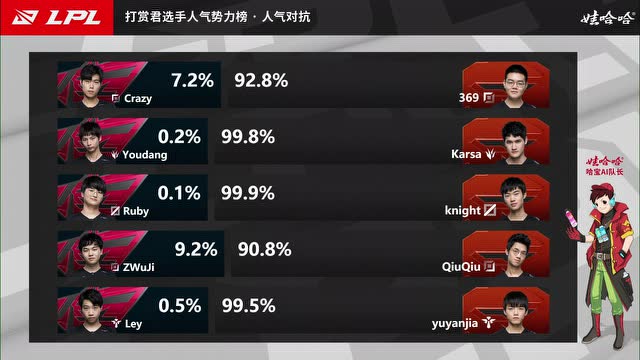 LPL
打赏君选手人气势力榜 · 人气对抗
娃哈哈®
7.2% 92.8%
Crazy 369
0.2% 99.8%
Youdang Karsa
0.1% 99.9%
Ruby knight
9.2% 90.8%
ZWuJi QiuQiu
0.5% 99.5%
Ley yuyanjia
娃哈哈
哈宝AI队长